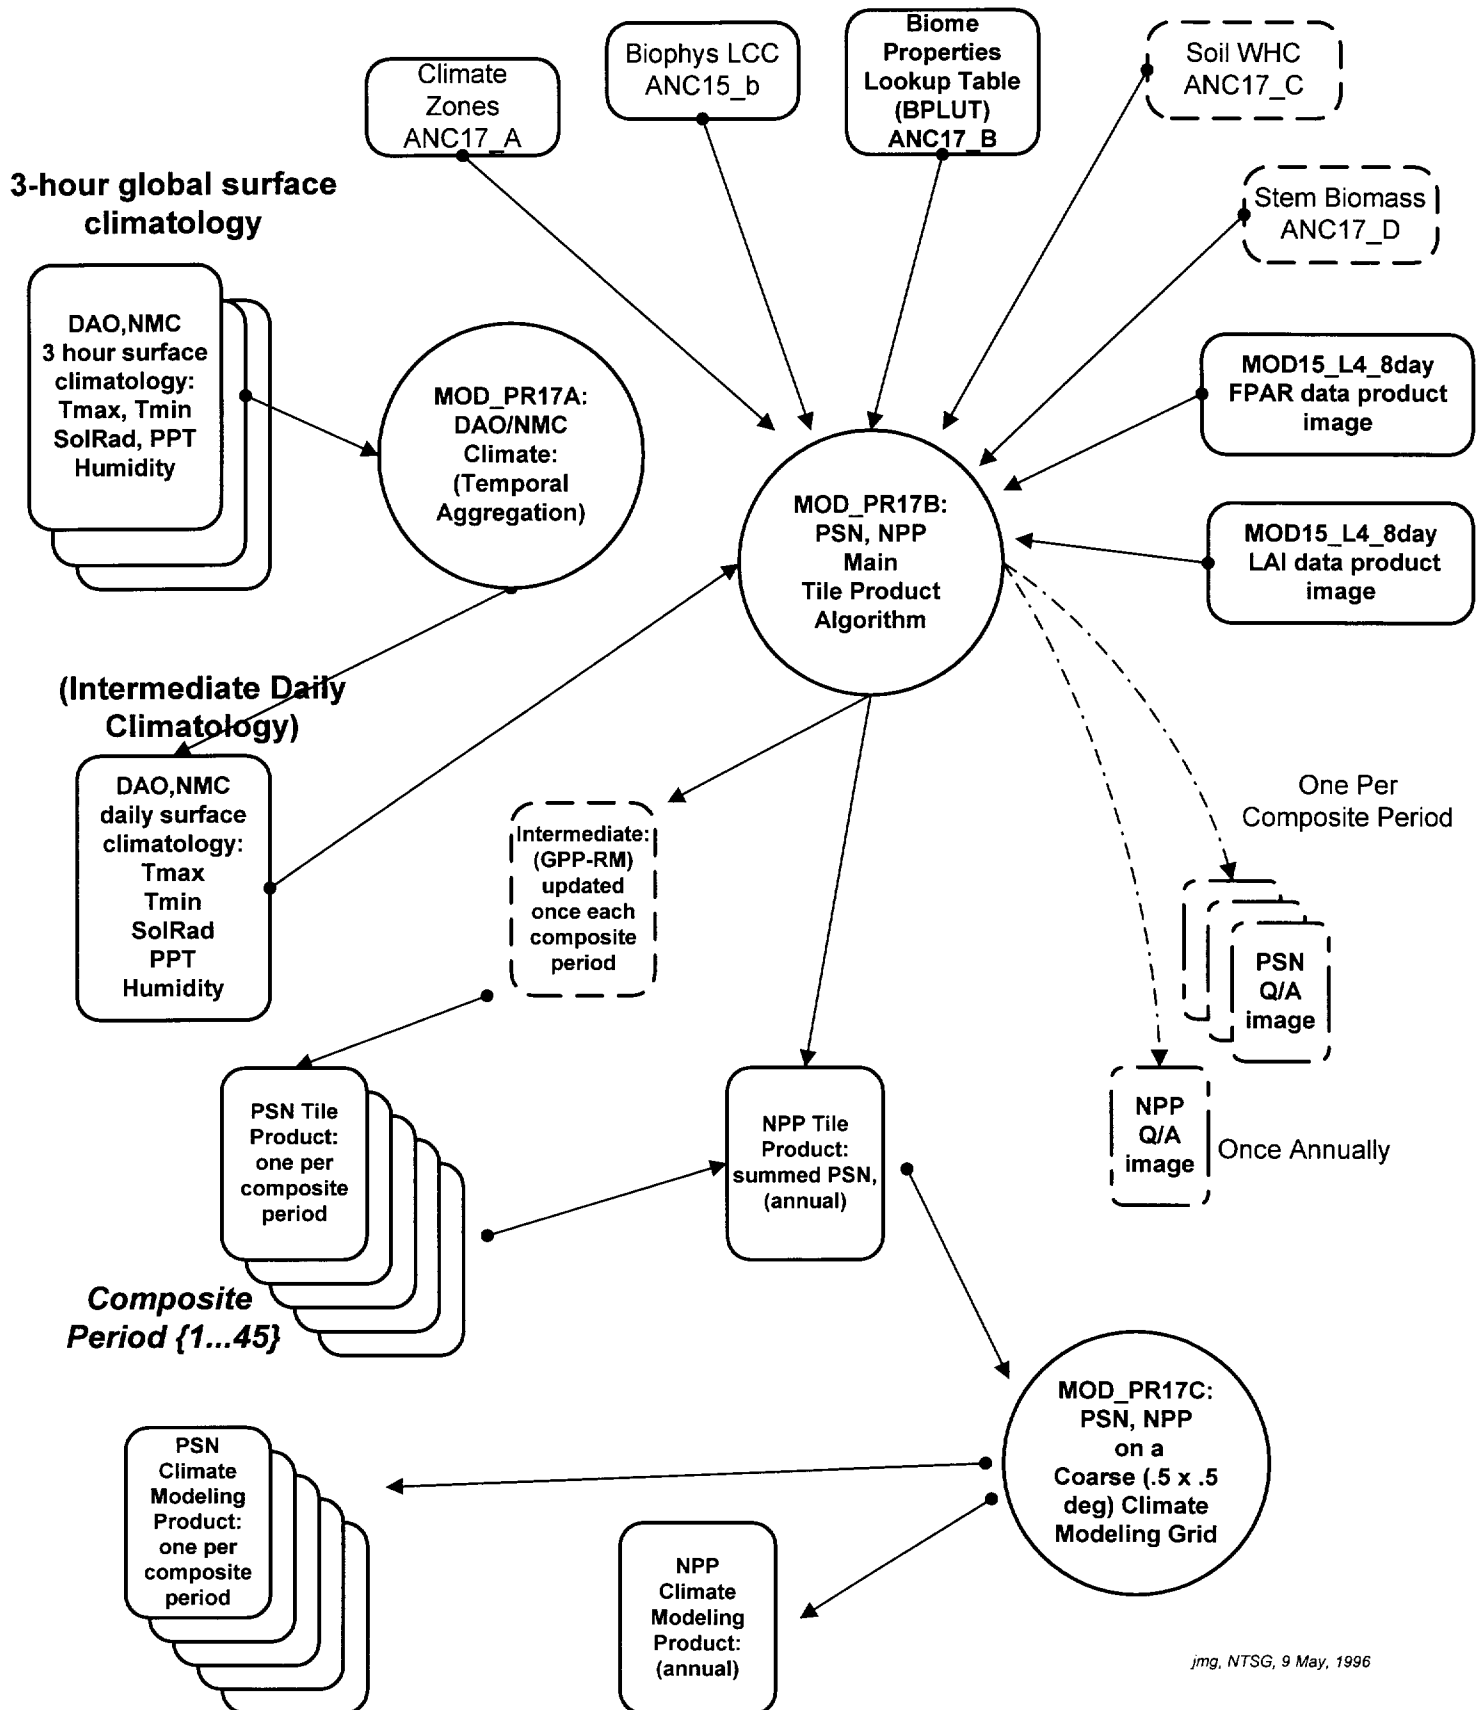 Climate
Zones
ANC17_A
Biophys LCC
ANC15_b
Biome
Properties
Lookup Table
(BPLUT)
ANC17_B
Soil WHC
ANC17_C
Stem Biomass
ANC17_D
3-hour global surface
climatology
DAO,NMC
3 hour surface
climatology:
Tmax, Tmin
SolRad, PPT
Humidity
MOD_PR17A:
DAO/NMC
Climate:
(Temporal
Aggregation)
MOD_PR17B:
PSN, NPP
Main
Tile Product
Algorithm
MOD15_L4_8day
FPAR data product
image
MOD15_L4_8day
LAI data product
image
(Intermediate Daily
Climatology)
DAO,NMC
daily surface
climatology:
Tmax
Tmin
SolRad
PPT
Humidity
Intermediate:
(GPP-RM)
updated
once each
composite
period
One Per
Composite Period
PSN
Q/A
image
NPP
Q/A
image
Once Annually
PSN Tile
Product:
one per
composite
period
NPP Tile
Product:
summed PSN,
(annual)
Composite
Period {1...45}
MOD_PR17C:
PSN, NPP
on a
Coarse (.5 x .5
deg) Climate
Modeling Grid
PSN
Climate
Modeling
Product:
one per
composite
period
NPP
Climate
Modeling
Product:
(annual)
jmg, NTSG, 9 May, 1996